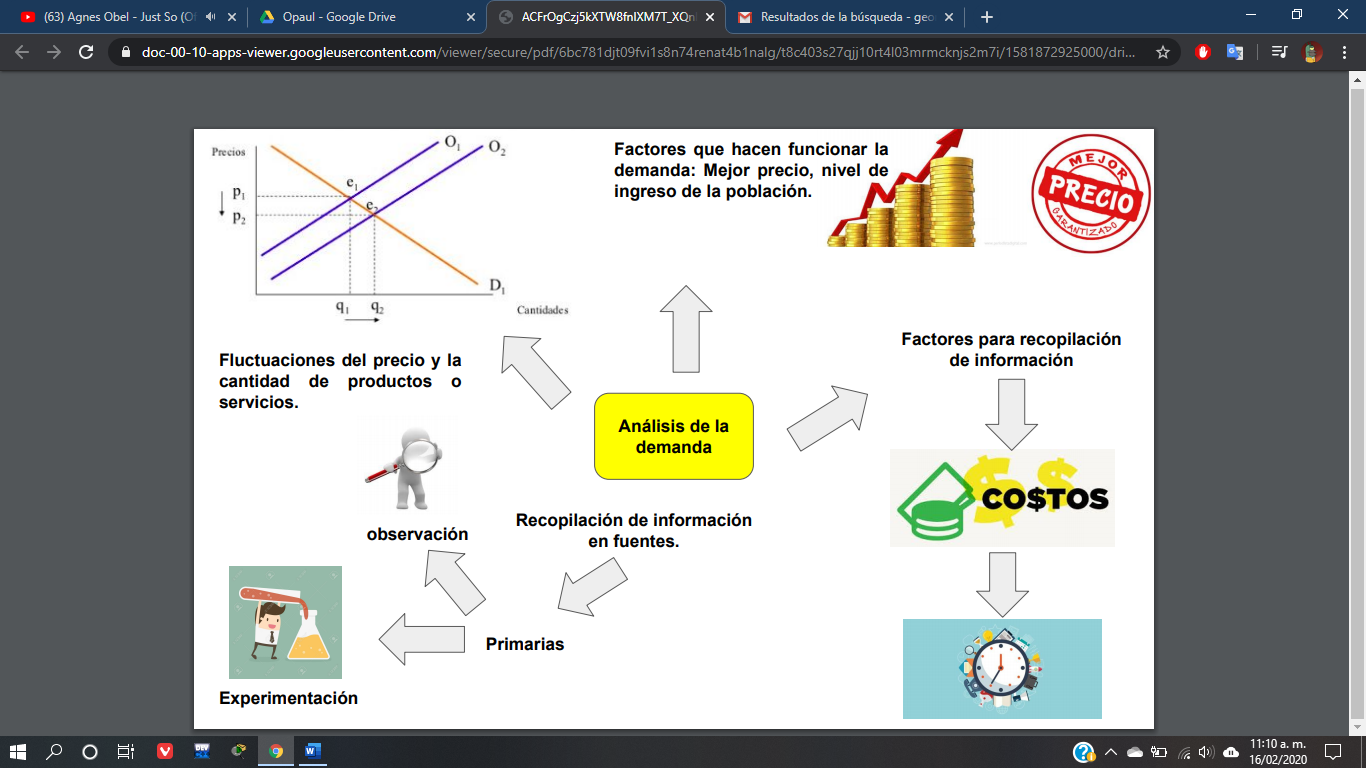 (63) Agnes Obel - Just So (O
Opaul - Google Drive
ACFrOgCzj5kXTW8fnIXM7T_XQn
Resultados de la búsqueda - geo
doc-00-10-apps-viewer.googleusercontent.com/viewer/secure/pdf/6bc781djt09fvi1s8n74renat4b1nalg/t8c403s27qjj10rt4l03mrmcknjs2m7i/1581872925000/dri...
Precios
O1
O2
e1
p1
e2
p2
D1
q1
q2
Cantidades
Factores que hacen funcionar la
demanda: Mejor precio, nivel de
ingreso de la población.
MEJOR
PRECIO
GARANTIZADO
Factores para recopilación
de información
Fluctuaciones del precio y la
cantidad de productos o
servicios.
Análisis de la
demanda
CO$TOS
observación
Recopilación de información
en fuentes.
Primarias
Experimentación
11:10 a. m.
16/02/2020